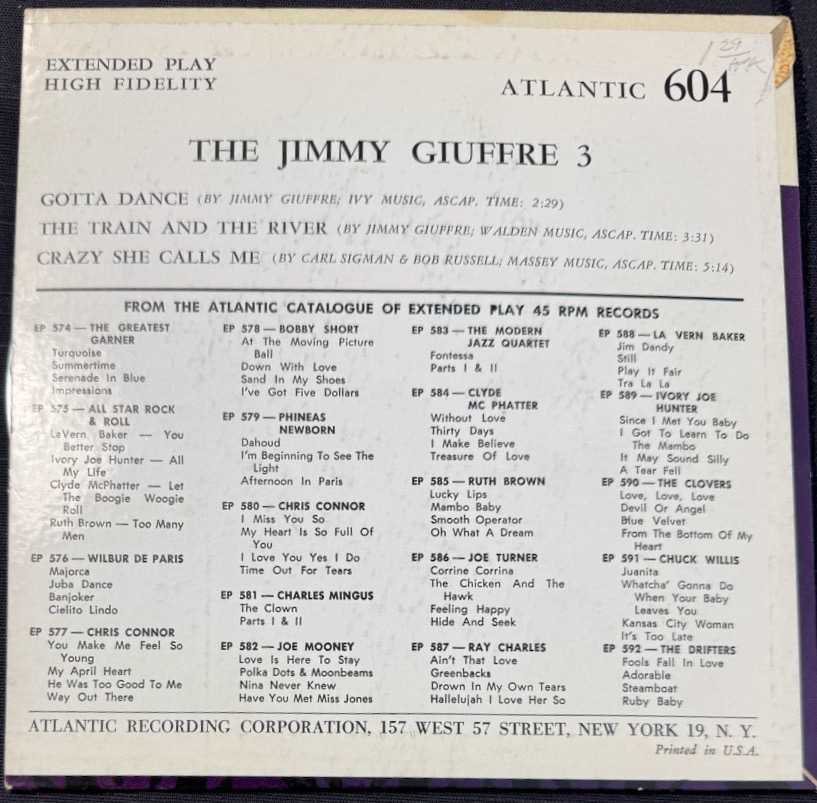 EXTENDED PLAY
HIGH FIDELITY
ATLANTIC 604
THE JIMMY GIUFFRE 3
GOTTA DANCE (BY JIMMY GIUFFRE; IVY MUSIC, ASCAP. TIME: 2:29)
THE TRAIN AND THE RIVER (BY JIMMY GIUFFRE; WALDEN MUSIC, ASCAP. TIME: 3:31)
CRAZY SHE CALLS ME (BY CARL SIGMAN & BOB RUSSELL; MASSEY MUSIC, ASCAP. TIME: 5:14)
FROM THE ATLANTIC CATALOGUE OF EXTENDED PLAY 45 RPM RECORDS
EP 574 — THE GREATEST
GARNER
Turquoise
Summertime
Serenade In Blue
Impressions
EP 575 — ALL STAR ROCK
& ROLL
LaVern Baker — You
Better Stop
Ivory Joe Hunter — All
My Life
Clyde McPhatter — Let
The Boogie Woogie
Roll
Ruth Brown — Too Many
Men
EP 576 — WILBUR DE PARIS
Majorca
Juba Dance
Banjoker
Cielito Lindo
EP 577 — CHRIS CONNOR
You Make Me Feel So
Young
My April Heart
He Was Too Good To Me
Way Out There
EP 578 — BOBBY SHORT
At The Moving Picture
Ball
Down With Love
Sand In My Shoes
I've Got Five Dollars
EP 579 — PHINEAS
NEWBORN
Dahoud
I'm Beginning To See The
Light
Afternoon In Paris
EP 580 — CHRIS CONNOR
I Miss You So
My Heart Is So Full Of
You
I Love You Yes I Do
Time Out For Tears
EP 581 — CHARLES MINGUS
The Clown
Parts I & II
EP 582 — JOE MOONEY
Love Is Here To Stay
Polka Dots & Moonbeams
Nina Never Knew
Have You Met Miss Jones
EP 583 — THE MODERN
JAZZ QUARTET
Fontessa
Parts I & II
EP 584 — CLYDE
MC PHATTER
Without Love
Thirty Days
I Make Believe
Treasure Of Love
EP 585 — RUTH BROWN
Lucky Lips
Mambo Baby
Smooth Operator
Oh What A Dream
EP 586 — JOE TURNER
Corrine Corrina
The Chicken And The
Hawk
Feeling Happy
Hide And Seek
EP 587 — RAY CHARLES
Ain't That Love
Greenbacks
Drown In My Own Tears
Hallelujah I Love Her So
EP 588 — LA VERN BAKER
Jim Dandy
Still
Play It Fair
Tra La La
EP 589 — IVORY JOE
HUNTER
Since I Met You Baby
I Got To Learn To Do
The Mambo
It May Sound Silly
A Tear Fell
EP 590 — THE CLOVERS
Love, Love, Love
Devil Or Angel
Blue Velvet
From The Bottom Of My
Heart
EP 591 — CHUCK WILLIS
Juanita
Whatcha' Gonna Do
When Your Baby
Leaves You
Kansas City Woman
It's Too Late
EP 592 — THE DRIFTERS
Fools Fall In Love
Adorable
Steamboat
Ruby Baby
ATLANTIC RECORDING CORPORATION, 157 WEST 57 STREET, NEW YORK 19, N. Y.
Printed in U.S.A.